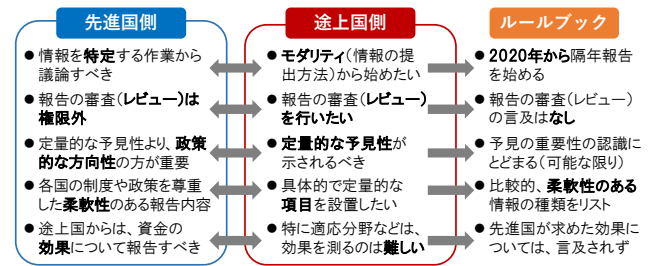 先進国側
●情報を特定する作業から
議論すべき
●報告の審査(レビュー)は
権限外
●定量的な予見性より、政策
的な方向性の方が重要
●各国の制度や政策を尊重
した柔軟性のある報告内容
●途上国からは、資金の
効果について報告すべき
途上国側
●モダリティ(情報の提
出方法)から始めたい
●報告の審査(レビュー)
を行いたい
●定量的な予見性が
示されるべき
●具体的で定量的な
項目を設置したい
●特に適応分野などは、
効果を測るのは難しい
ルールブック
●2020年から隔年報告
を始める
●報告の審査(レビュー)
の言及はなし
●予見の重要性の認識に
とどまる(可能な限り)
●比較的、柔軟性のある
情報の種類をリスト
●先進国が求めた効果に
ついては、言及されず